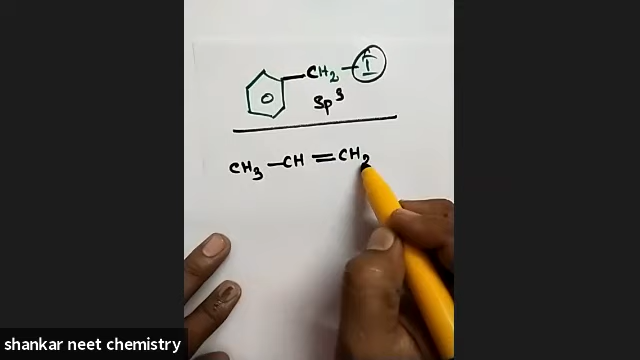 CH2 — I
Sp3
CH3 — CH = CH2
shankar neet chemistry